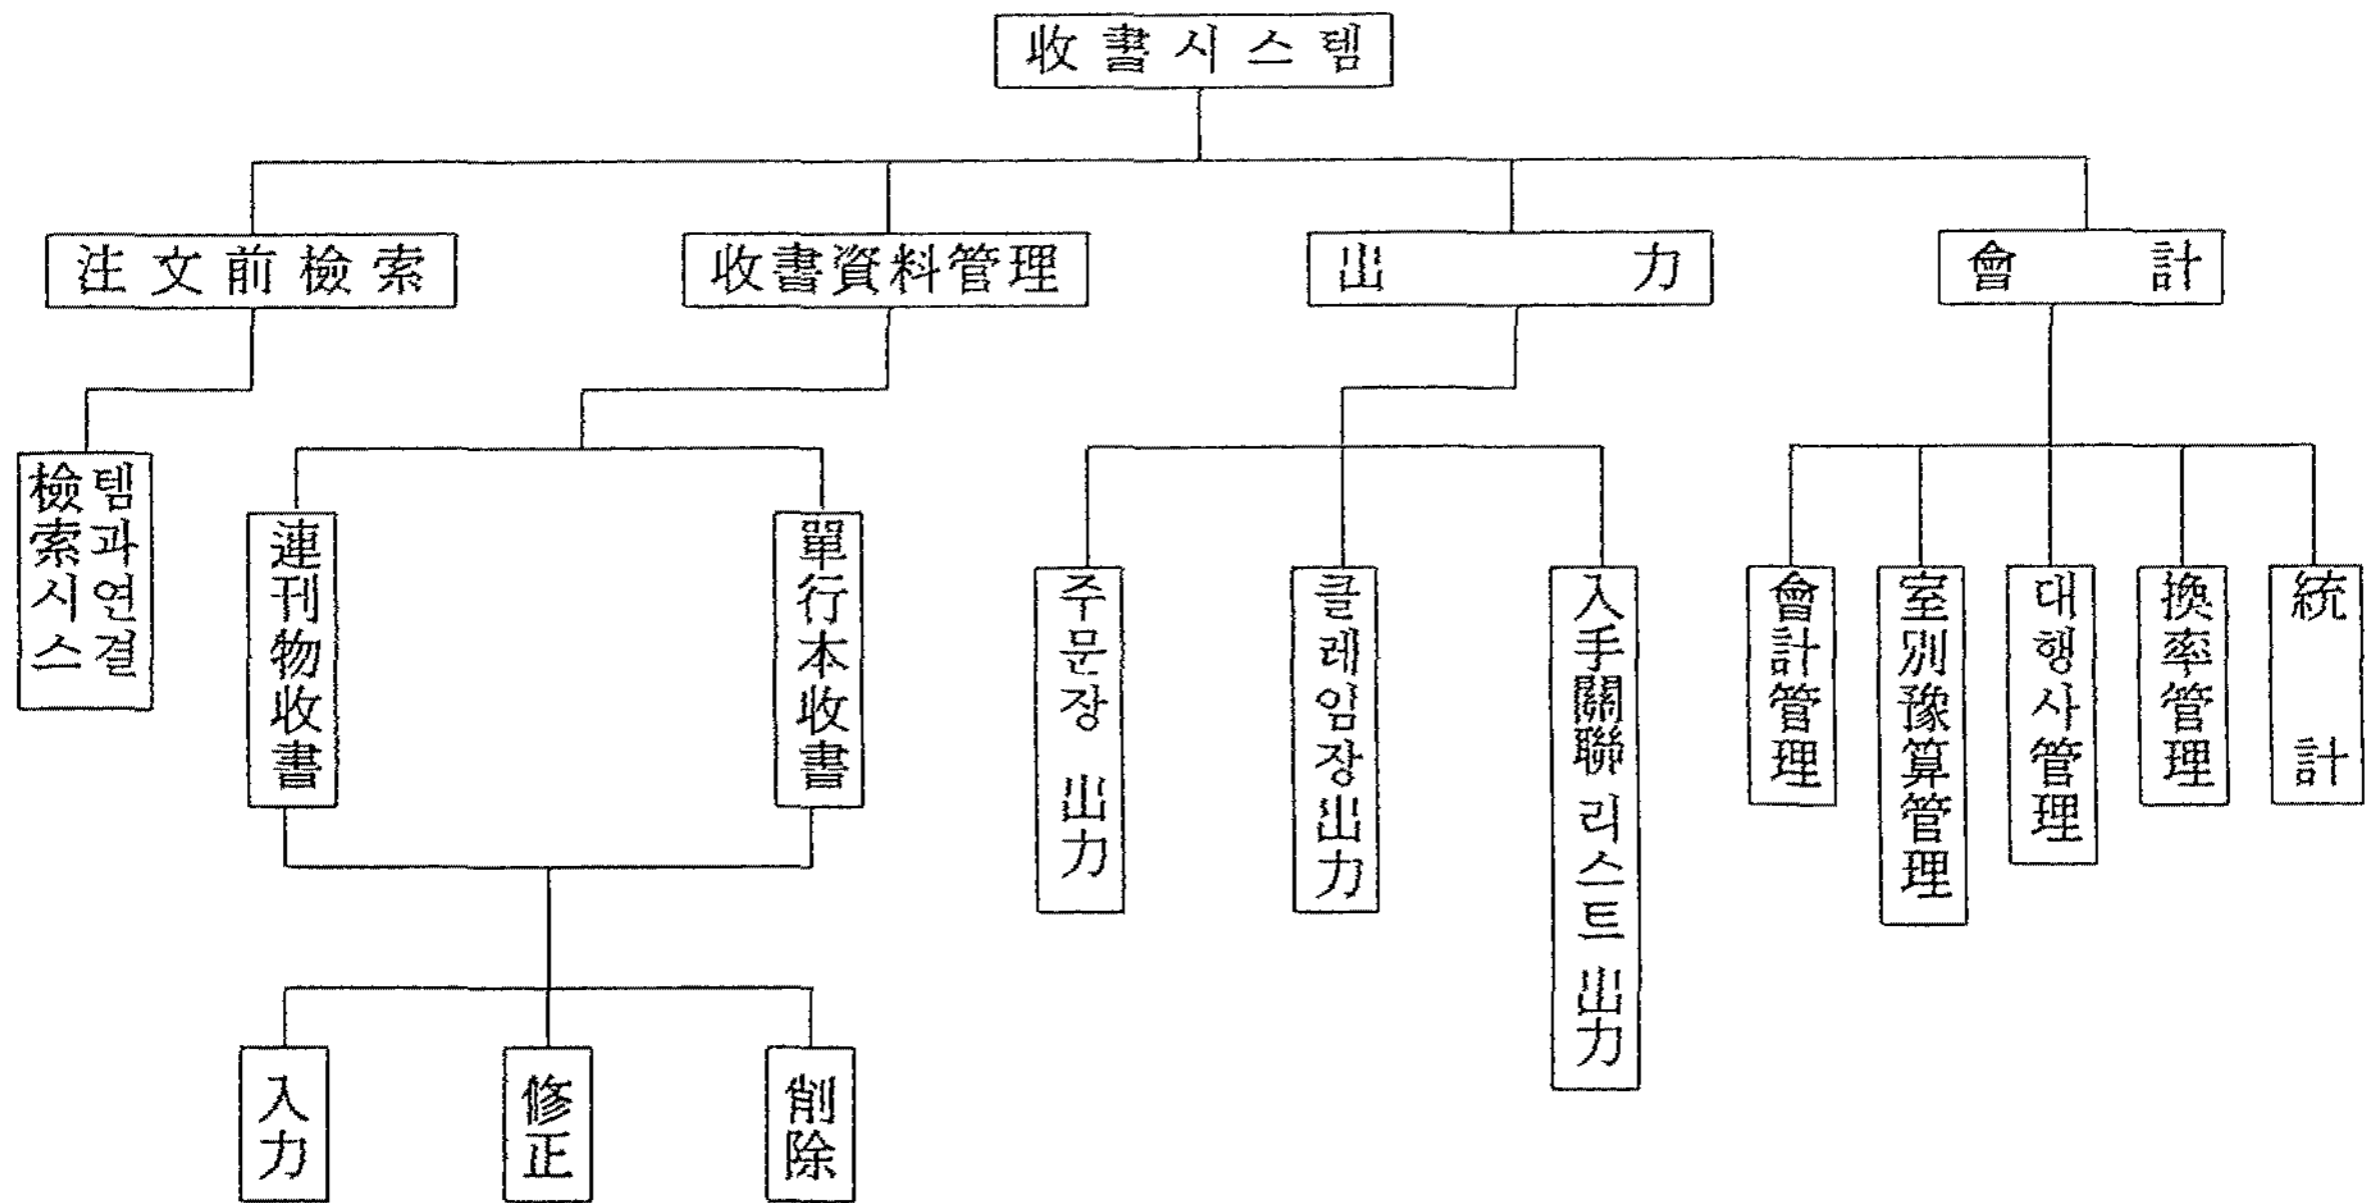 收書시스템
注文前檢索
收書資料管理
出力
會計
檢索시스
템과연결
連刊物收書
單行本收書
주문장 出力
클레임장出力
入手關聯 리스트 出力
會計管理
室別豫算管理
대행사管理
換率管理
統計
入力
修正
削除